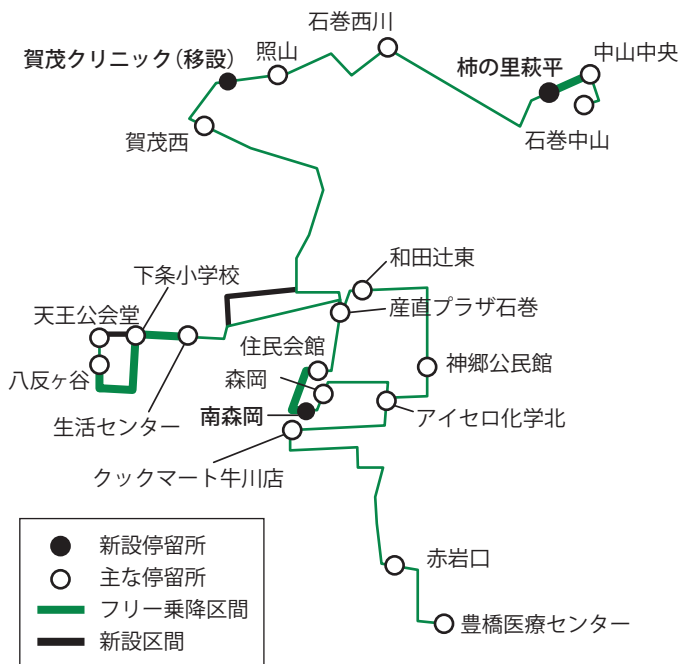 石巻西川
賀茂クリニック（移設）
照山
柿の里萩平
中山中央
賀茂西
石巻中山
下条小学校
和田辻東
天王公会堂
産直プラザ石巻
住民会館
八反ヶ谷
森岡
神郷公民館
生活センター
南森岡
アイセロ化学北
クックマート牛川店
新設停留所
主な停留所
フリー乗降区間
新設区間
赤岩口
豊橋医療センター